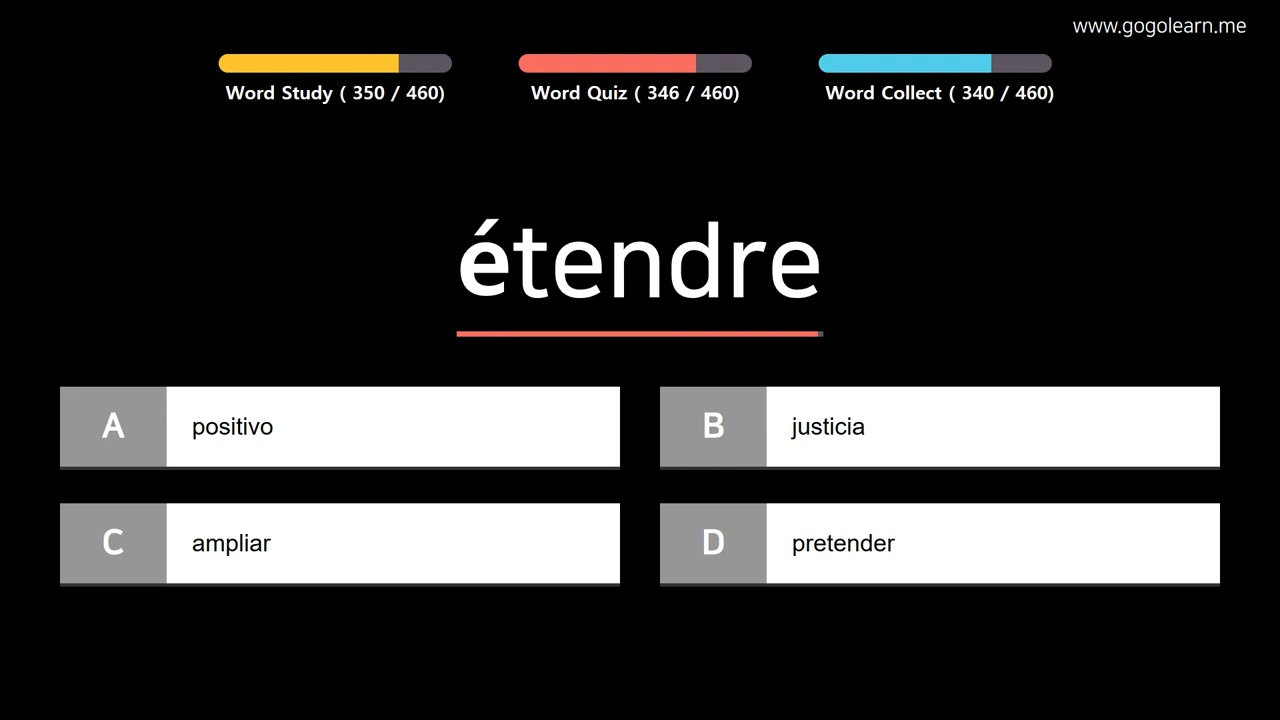 www.gogolearn.me
Word Study ( 350 / 460)
Word Quiz ( 346 / 460)
Word Collect ( 340 / 460)
étendre
A positivo
B justicia
C ampliar
D pretender